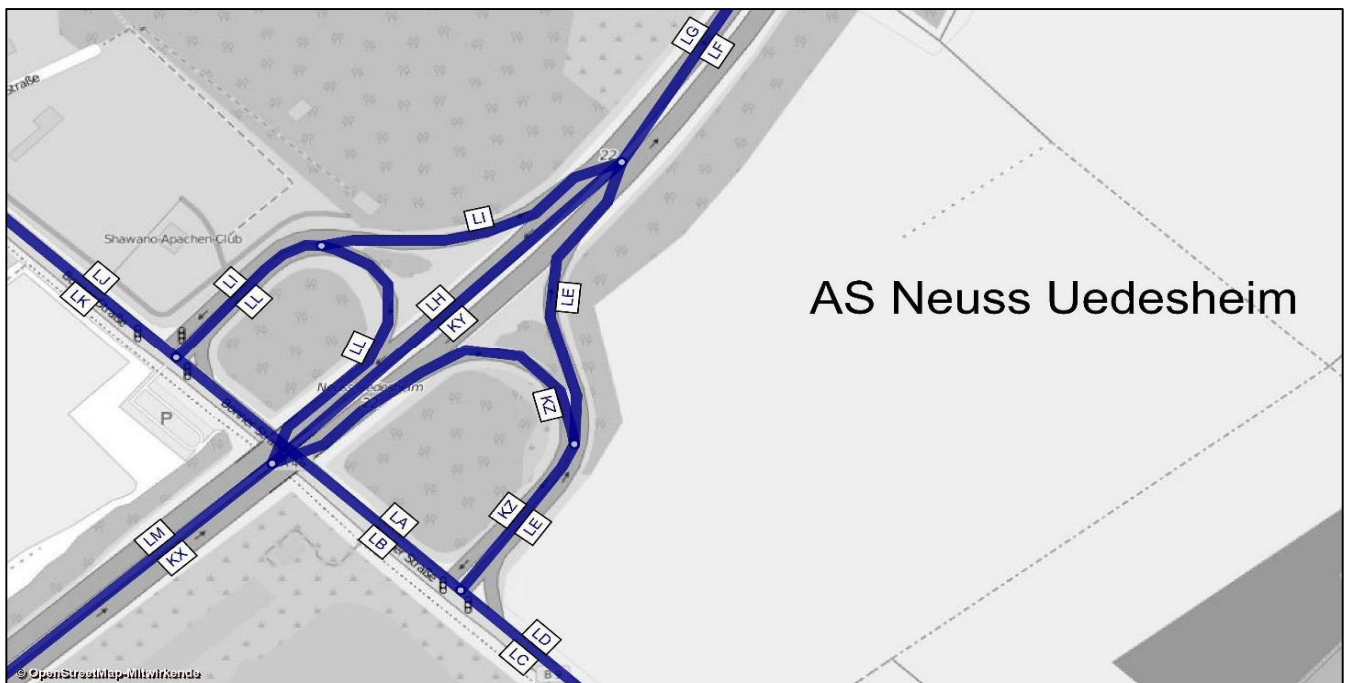 LG
LF
Straße
22
LI
Shawano-Apachen-Club
LJ
LI
LK
LL
LH
LE
KY
AS Neuss Uedesheim
LL
P
KZ
LA
KZ
LM
LB
LE
KX
Straße
LD
LC
© OpenStreetMap-Mitwirkende